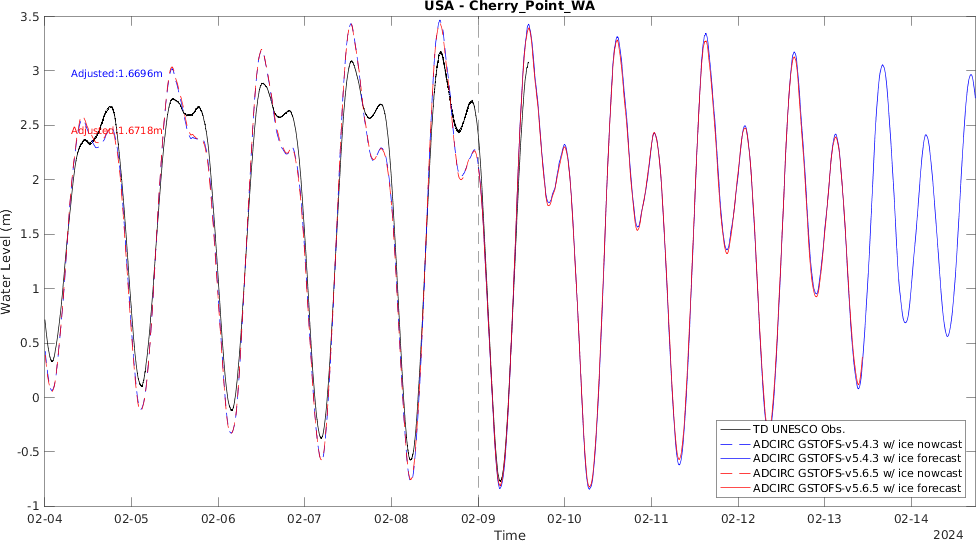 USA - Cherry_Point_WA
3.5
3
2.5
2
1.5
1
0.5
0
-0.5
-1
Water Level (m)
Adjusted:1.6696m
Adjusted:1.6718m
TD UNESCO Obs.
ADCIRC GSTOFS-v5.4.3 w/ ice nowcast
ADCIRC GSTOFS-v5.4.3 w/ ice forecast
ADCIRC GSTOFS-v5.6.5 w/ ice nowcast
ADCIRC GSTOFS-v5.6.5 w/ ice forecast
02-04 02-05 02-06 02-07 02-08 02-09 02-10 02-11 02-12 02-13 02-14
Time
2024